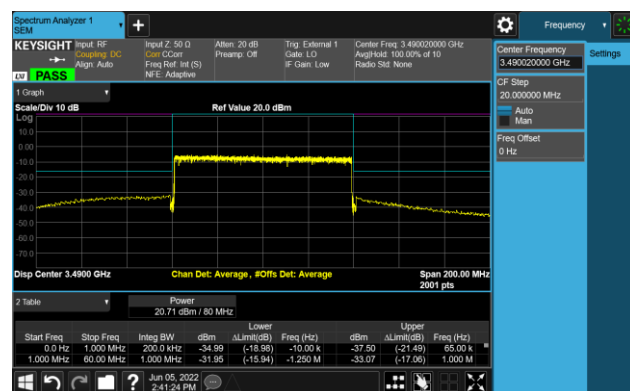 Spectrum Analyzer 1
SEM
+
Frequency
KEYSIGHT
Input: RF
Coupling: DC
Align: Auto
Input Z: 50 Ω
Corr CCorr
Freq Ref: Int (S)
NFE: Adaptive
Atten: 20 dB
Preamp: Off
Trig: External 1
Gate: LO
IF Gain: Low
Center Freq: 3.490020000 GHz
Avg|Hold: 100.00% of 10
Radio Std: None
LXI PASS
Center Frequency
3.490020000 GHz
Settings
CF Step
20.000000 MHz
Auto
Man
Freq Offset
0 Hz
1 Graph
Scale/Div 10 dB
Ref Value 20.0 dBm
Log
10.0
0.00
-10.0
-20.0
-30.0
-40.0
-50.0
-60.0
-70.0
Disp Center 3.4900 GHz
Chan Det: Average, #Offs Det: Average
Span 200.00 MHz
2001 pts
2 Table
Power
20.71 dBm / 80 MHz
Lower Upper
Start Freq Stop Freq Integ BW dBm ΔLimit(dB) Freq (Hz) dBm ΔLimit(dB) Freq (Hz)
0.0 Hz 1.000 MHz 200.0 kHz -34.99 (-18.98) -10.00 k -37.50 (-21.49) 65.00 k
1.000 MHz 60.00 MHz 1.000 MHz -31.95 (-15.94) -1.250 M -33.07 (-17.06) 1.000 M
?
Jun 05, 2022
2:41:24 PM